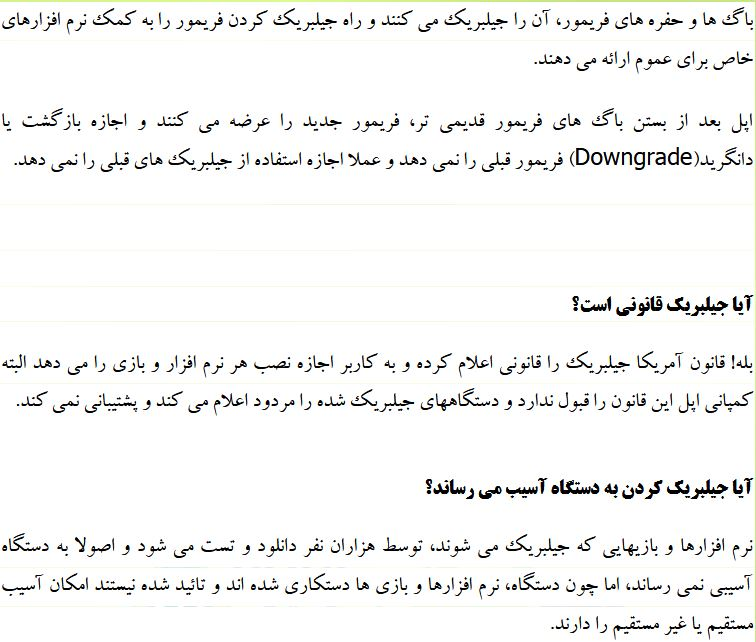 باگ ها و حفره های فریمور، آن را جیلبریک می کنند و راه جیلبریک کردن فریمور را به کمک نرم افزارهای
خاص برای عموم ارائه می دهند.
اپل بعد از بستن باگ های فریمور قدیمی تر، فریمور جدید را عرضه می کنند و اجازه بازگشت یا
دانگرید(Downgrade) فریمور قبلی را نمی دهد و عملا اجازه استفاده از جیلبریک های قبلی را نمی دهد.
آیا جیلبریک قانونی است؟
بله! قانون آمریکا جیلبریک را قانونی اعلام کرده و به کاربر اجازه نصب هر نرم افزار و بازی را می دهد البته
کمپانی اپل این قانون را قبول ندارد و دستگاههای جیلبریک شده را مردود اعلام می کند و پشتیبانی نمی کند.
آیا جیلبریک کردن به دستگاه آسیب می رساند؟
نرم افزارها و بازیهایی که جیلبریک می شوند، توسط هزاران نفر دانلود و تست می شود و اصولا به دستگاه
آسیبی نمی رساند، اما چون دستگاه، نرم افزارها و بازی ها دستکاری شده اند و تائید شده نیستند امکان آسیب
مستقیم یا غیر مستقیم را دارند.